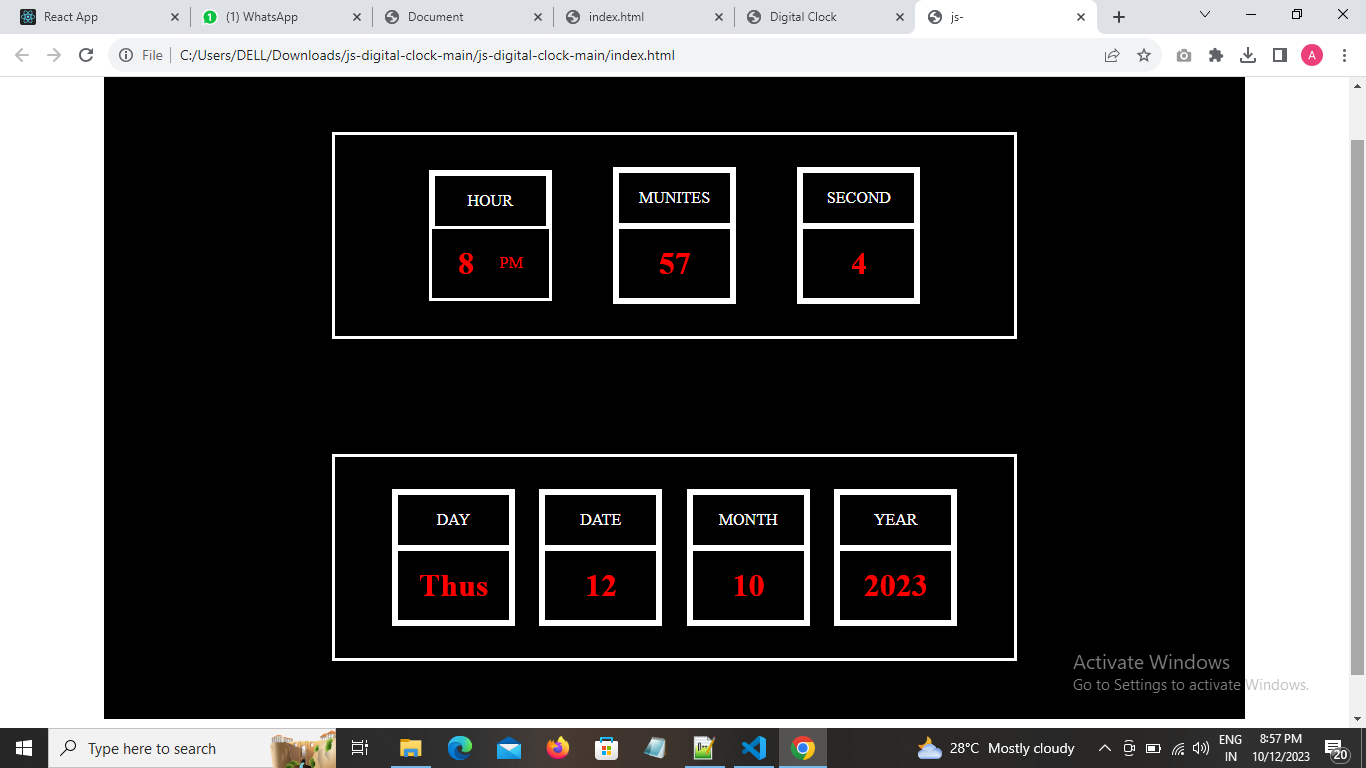 React App
(1) WhatsApp
Document
index.html
Digital Clock
js-
File C:/Users/DELL/Downloads/js-digital-clock-main/js-digital-clock-main/index.html
A
HOUR MUNITES SECOND
8 PM 57 4
DAY DATE MONTH YEAR
Thus 12 10 2023
Activate Windows
Go to Settings to activate Windows.
Type here to search
28°C Mostly cloudy
ENG
IN
8:57 PM
10/12/2023
20